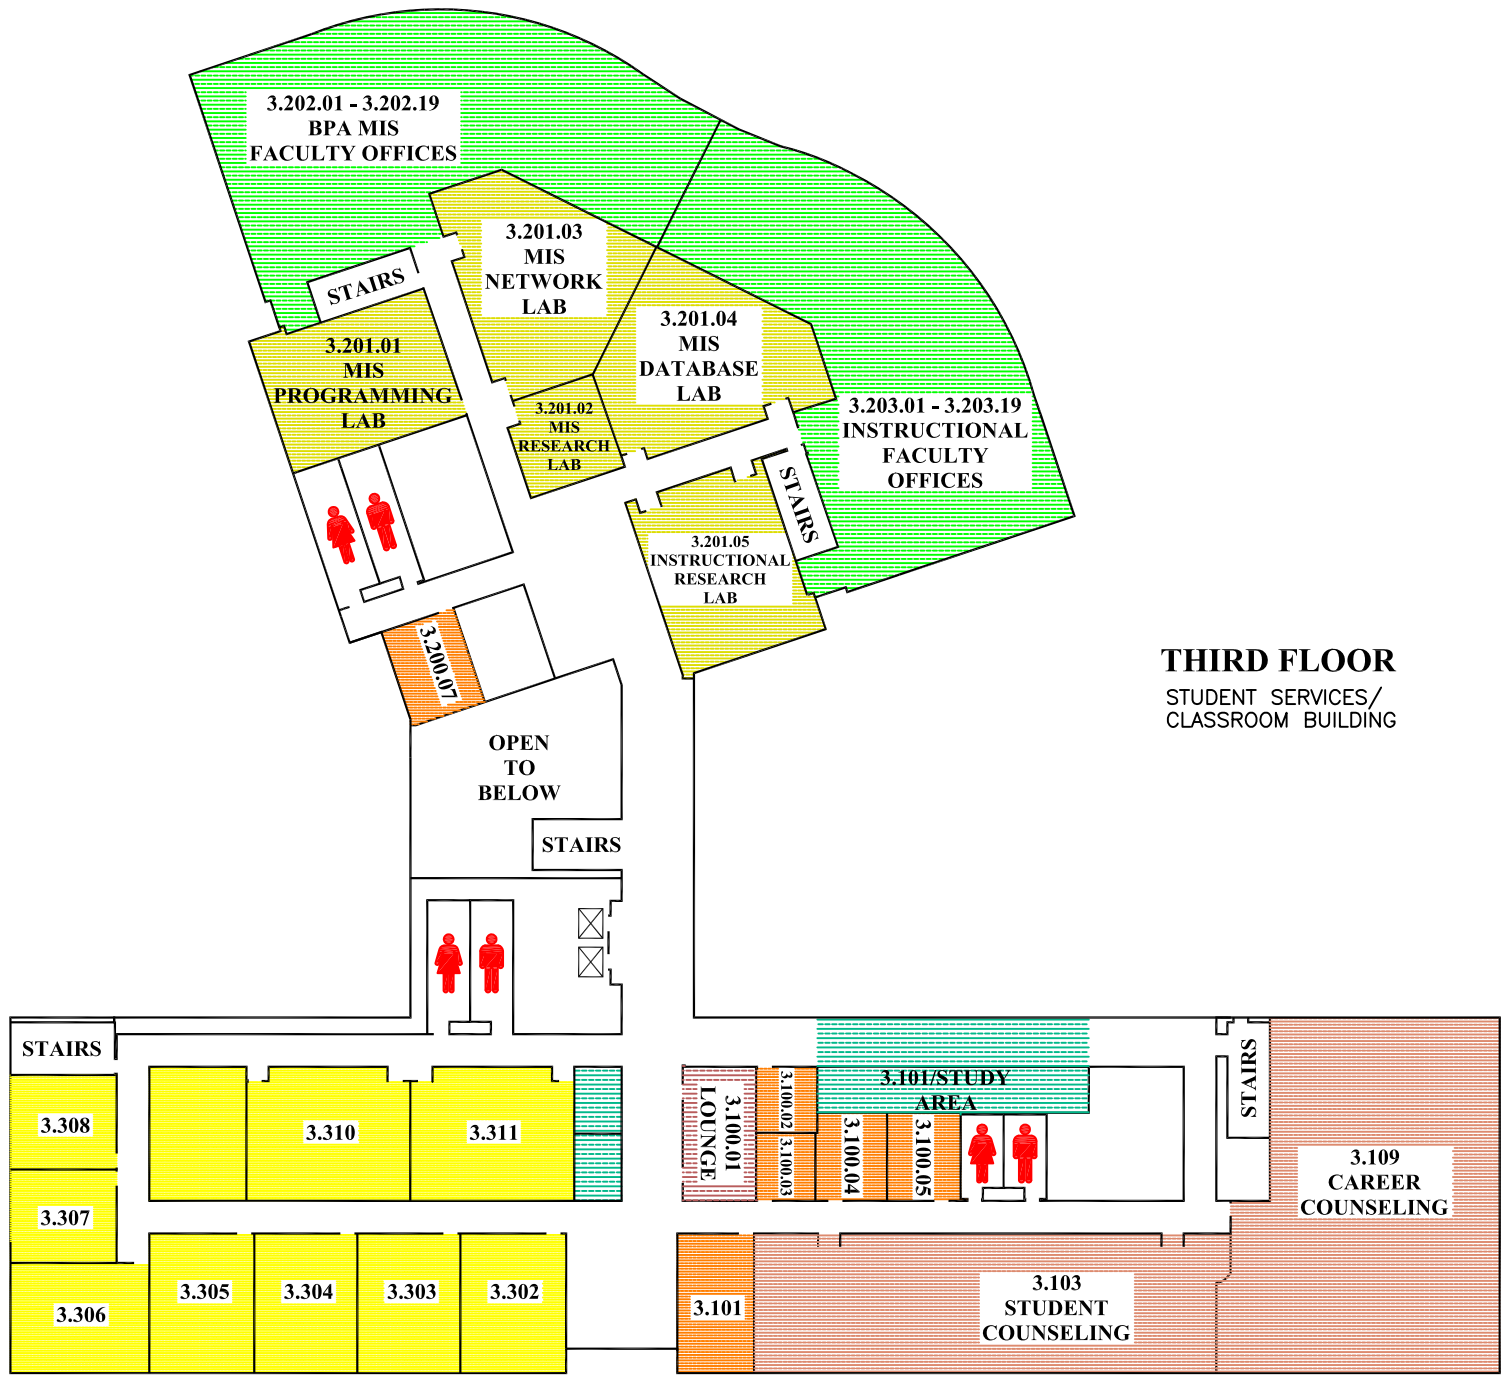 3.202.01 - 3.202.19
BPA MIS
FACULTY OFFICES
3.201.03
MIS
NETWORK
LAB
STAIRS
3.201.04
MIS
DATABASE
LAB
3.201.01
MIS
PROGRAMMING
LAB
3.201.02
MIS
RESEARCH
LAB
3.203.01 - 3.203.19
INSTRUCTIONAL
FACULTY
OFFICES
STAIRS
3.201.05
INSTRUCTIONAL
RESEARCH
LAB
3.200.07
THIRD FLOOR
STUDENT SERVICES/
CLASSROOM BUILDING
OPEN
TO
BELOW
STAIRS
STAIRS
3.308
3.310
3.311
3.307
3.306
3.305
3.304
3.303
3.302
3.100.01
LOUNGE
3.100.02
3.100.03
3.101/STUDY
AREA
3.100.04
3.100.05
STAIRS
3.109
CAREER
COUNSELING
3.101
3.103
STUDENT
COUNSELING